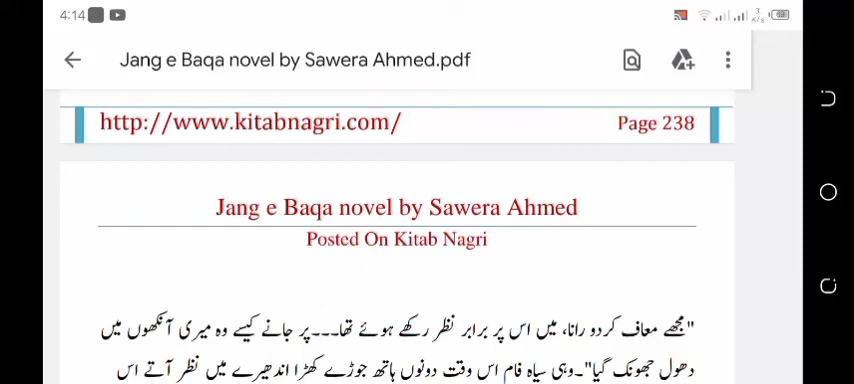 4:14
3
K/s
Jang e Baqa novel by Sawera Ahmed.pdf
http://www.kitabnagri.com/ Page 238
Jang e Baqa novel by Sawera Ahmed
Posted On Kitab Nagri
"مجھے معاف کردو رانا، میں اس پر برابر نظر رکھے ہوئے تھا۔۔۔پر جانے کیسے وہ میری آنکھوں میں
دھول جھونک گیا"۔وہی سیاہ فام اس وقت دونوں ہاتھ جوڑے کھڑا اندھیرے میں نظر آتے اس